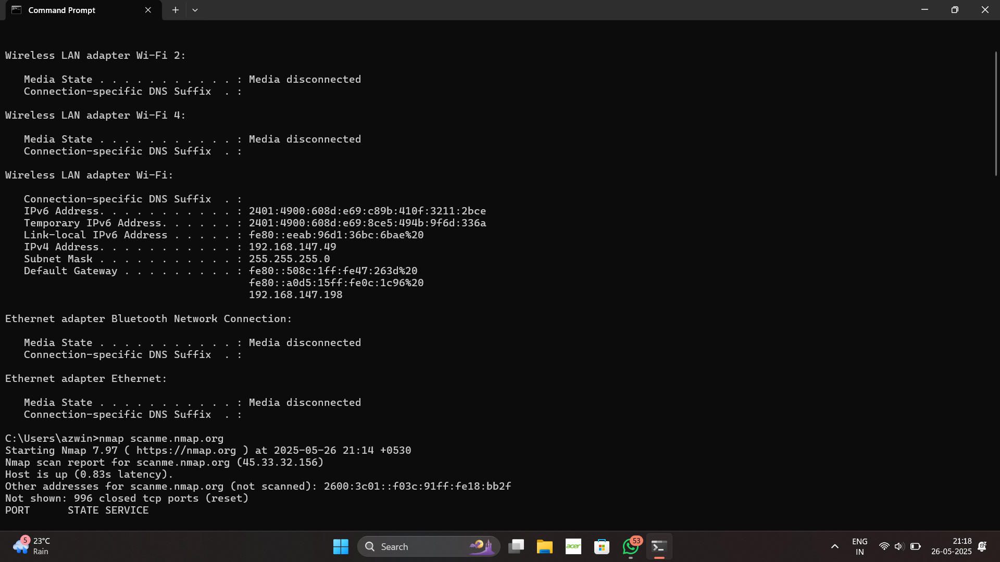 Command Prompt
Wireless LAN adapter Wi-Fi 2:
Media State . . . . . . . . . . . : Media disconnected
Connection-specific DNS Suffix  . :
Wireless LAN adapter Wi-Fi 4:
Media State . . . . . . . . . . . : Media disconnected
Connection-specific DNS Suffix  . :
Wireless LAN adapter Wi-Fi:
Connection-specific DNS Suffix  . :
IPv6 Address. . . . . . . . . . . : 2401:4900:608d:e69:c89b:410f:3211:2bce
Temporary IPv6 Address. . . . . . : 2401:4900:608d:e69:8ce5:494b:9f6d:336a
Link-local IPv6 Address . . . . . : fe80::eeab:96d1:36bc:6bae%20
IPv4 Address. . . . . . . . . . . : 192.168.147.49
Subnet Mask . . . . . . . . . . . : 255.255.255.0
Default Gateway . . . . . . . . . : fe80::508c:1ff:fe47:263d%20
fe80::a0d5:15ff:fe0c:1c96%20
192.168.147.198
Ethernet adapter Bluetooth Network Connection:
Media State . . . . . . . . . . . : Media disconnected
Connection-specific DNS Suffix  . :
Ethernet adapter Ethernet:
Media State . . . . . . . . . . . : Media disconnected
Connection-specific DNS Suffix  . :
C:\Users\azwin>nmap scanme.nmap.org
Starting Nmap 7.97 ( https://nmap.org ) at 2025-05-26 21:14 +0530
Nmap scan report for scanme.nmap.org (45.33.32.156)
Host is up (0.83s latency).
Other addresses for scanme.nmap.org (not scanned): 2600:3c01::f03c:91ff:fe18:bb2f
Not shown: 996 closed tcp ports (reset)
PORT      STATE SERVICE
5
23°C
Rain
Search
acer
53
ENG
IN
21:18
26-05-2025